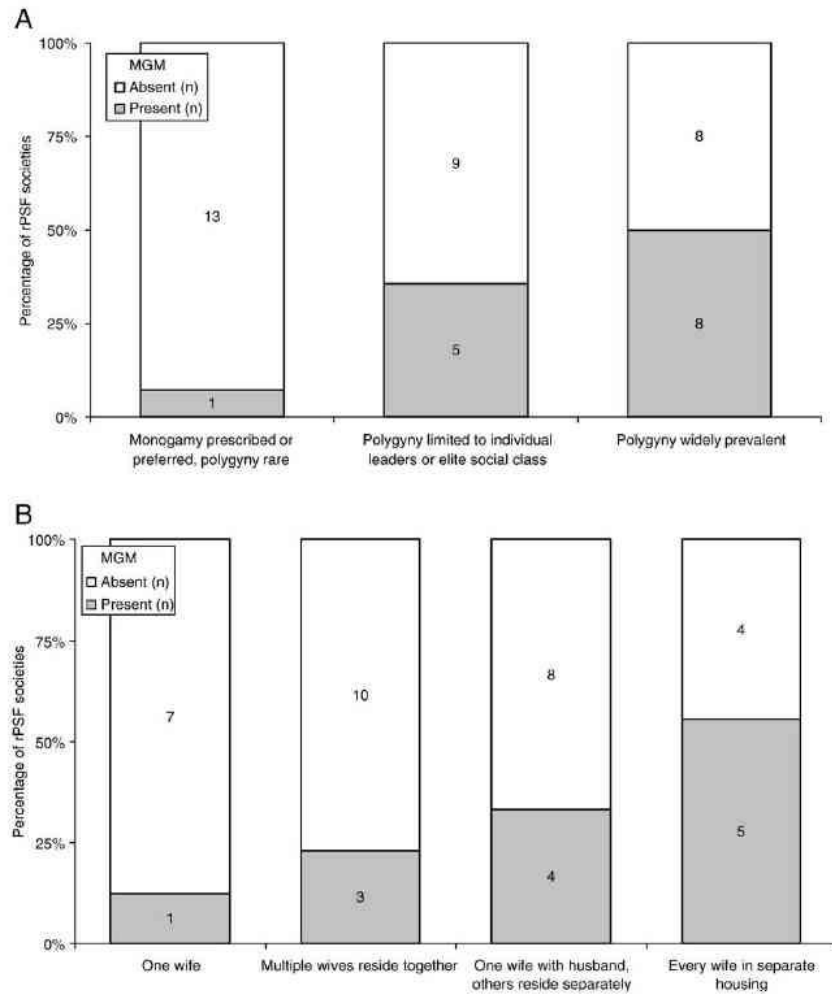 A
100%
MGM
Absent (n)
Present (n)
75%
50%
25%
0%
Percentage of rPSF societies
13
1
9
5
8
8
Monogamy prescribed or
preferred, polygyny rare
Polygyny limited to individual
leaders or elite social class
Polygyny widely prevalent
B
100%
MGM
Absent (n)
Present (n)
75%
50%
25%
0%
Percentage of rPSF societies
7
1
10
3
8
4
4
5
One wife
Multiple wives reside together
One wife with husband,
others reside separately
Every wife in separate
housing